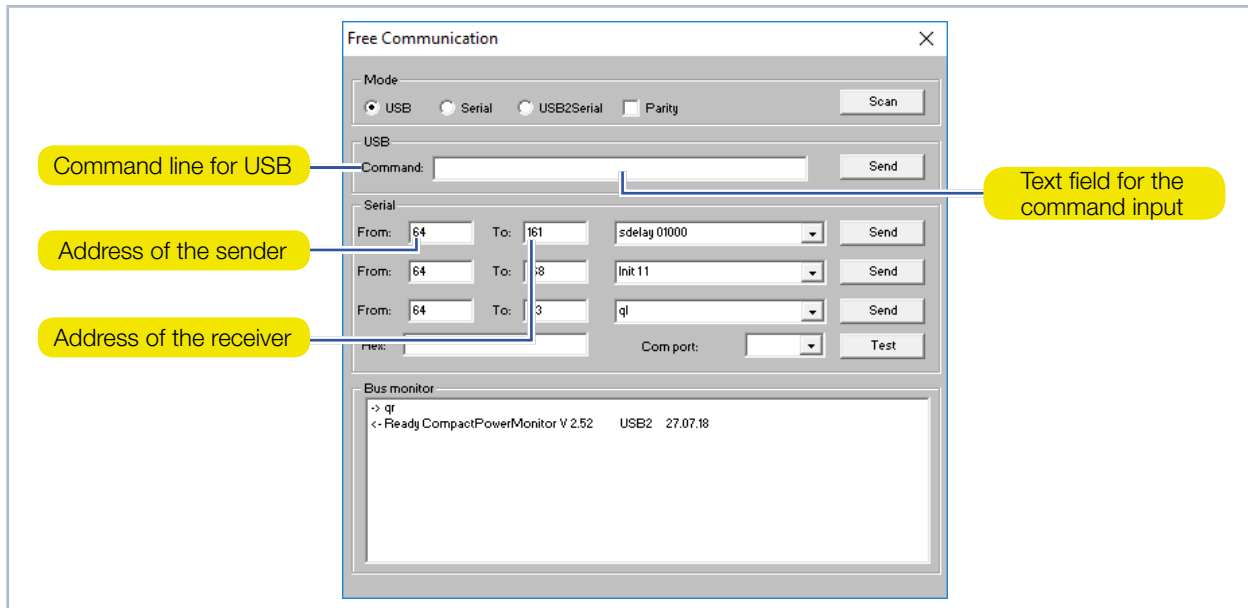 Free Communication
Mode
USB Serial USB2Serial Parity Scan
USB
Command line for USB
Command: Send
Text field for the
command input
Serial
From: 64 To: 161 sdelay 01000 Send
Address of the sender
From: 64 To: Init 11 Send
From: 64 To: ql Send
Address of the receiver
Hex: Com port: Test
Bus monitor
-> qr
<- Ready CompactPowerMonitor V 2.52 USB2 27.07.18